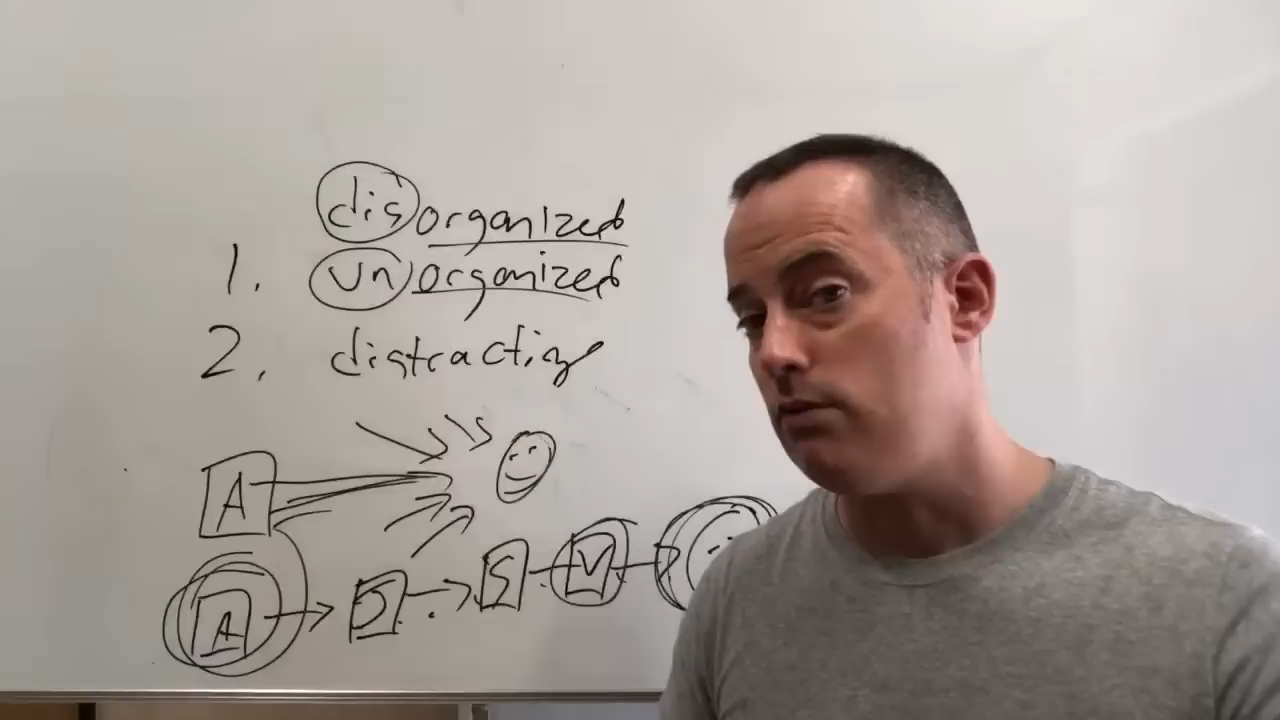 disorganized
1. unorganized
2. distracting
A
A S S V